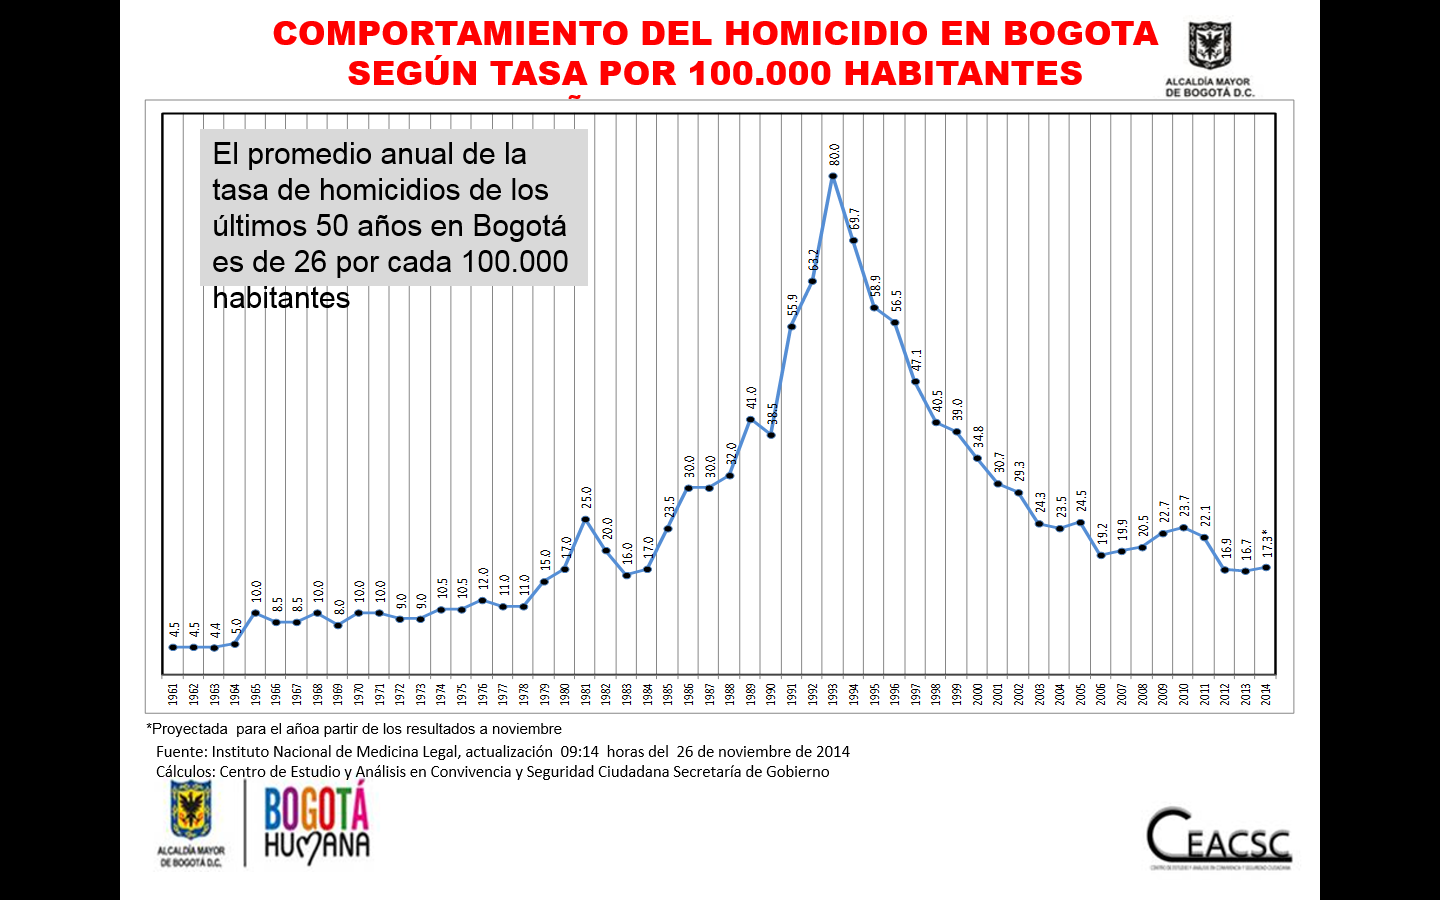 COMPORTAMIENTO DEL HOMICIDIO EN BOGOTA
SEGÚN TASA POR 100.000 HABITANTES
ALCALDÍA MAYOR
DE BOGOTÁ D.C.
El promedio anual de la
tasa de homicidios de los
últimos 50 años en Bogotá
es de 26 por cada 100.000
habitantes
4.5 4.5 4.4 5.0 10.0 8.5 8.5 10.0 8.0 10.0 10.0 9.0 9.0 10.5 10.5 12.0 11.0 11.0 15.0 17.0 25.0 20.0 16.0 17.0 23.5 30.0 30.0 32.0 41.0 38.5 55.9 63.2 80.0 69.7 58.9 56.5 47.1 40.5 39.0 34.8 30.7 29.3 24.3 23.5 24.5 19.2 19.9 20.5 22.7 23.7 22.1 16.9 16.7 17.3*
1961 1962 1963 1964 1965 1966 1967 1968 1969 1970 1971 1972 1973 1974 1975 1976 1977 1978 1979 1980 1981 1982 1983 1984 1985 1986 1987 1988 1989 1990 1991 1992 1993 1994 1995 1996 1997 1998 1999 2000 2001 2002 2003 2004 2005 2006 2007 2008 2009 2010 2011 2012 2013 2014
*Proyectada para el añoa partir de los resultados a noviembre
Fuente: Instituto Nacional de Medicina Legal, actualización 09:14 horas del 26 de noviembre de 2014
Cálculos: Centro de Estudio y Análisis en Convivencia y Seguridad Ciudadana Secretaría de Gobierno
ALCALDÍA MAYOR
DE BOGOTÁ D.C.
BOGOTÁ
HUMANA
CEACSC
CENTRO DE ESTUDIO Y ANÁLISIS EN CONVIVENCIA Y SEGURIDAD CIUDADANA